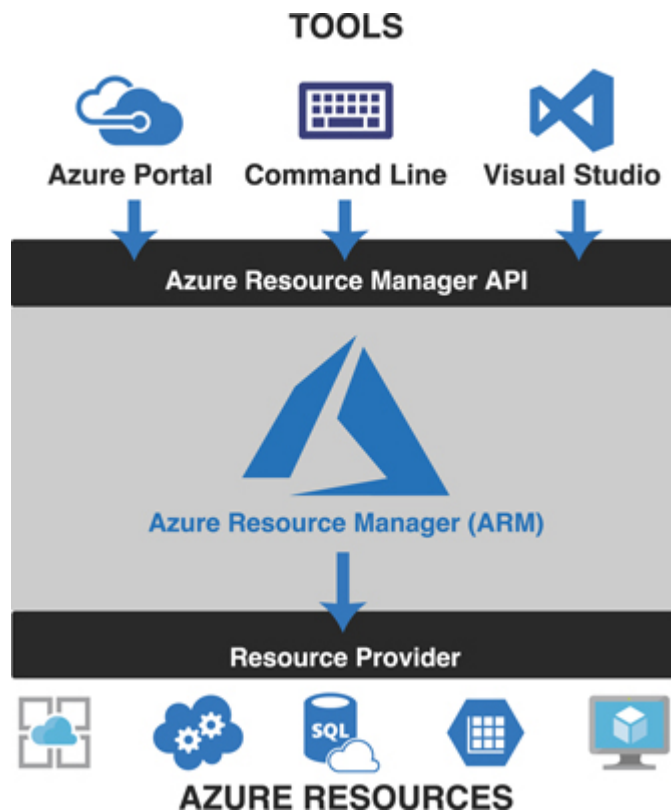 TOOLS
Azure Portal
Command Line
Visual Studio
Azure Resource Manager API
Azure Resource Manager (ARM)
Resource Provider
SQL
AZURE RESOURCES